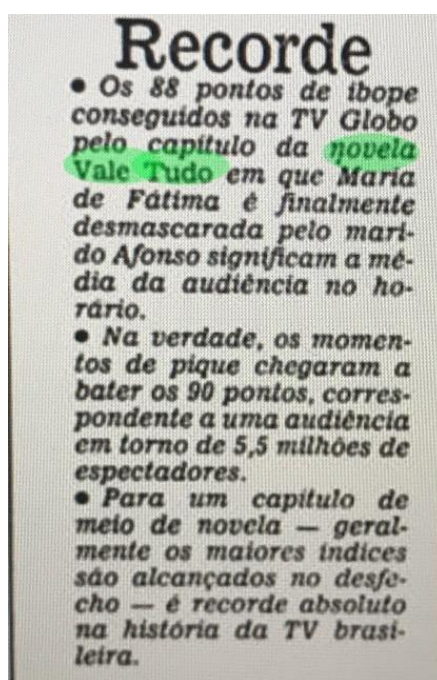 Recorde
• Os 88 pontos de ibope
conseguidos na TV Globo
pelo capítulo da novela
Vale Tudo em que Maria
de Fátima é finalmente
desmascarada pelo mari-
do Afonso significam a mé-
dia da audiência no ho-
rário.
• Na verdade, os momen-
tos de pique chegaram a
bater os 90 pontos, corres-
pondente a uma audiência
em torno de 5,5 milhões de
espectadores.
• Para um capítulo de
meio de novela — geral-
mente os maiores índices
são alcançados no desfe-
cho — é recorde absoluto
na história da TV brasi-
leira.